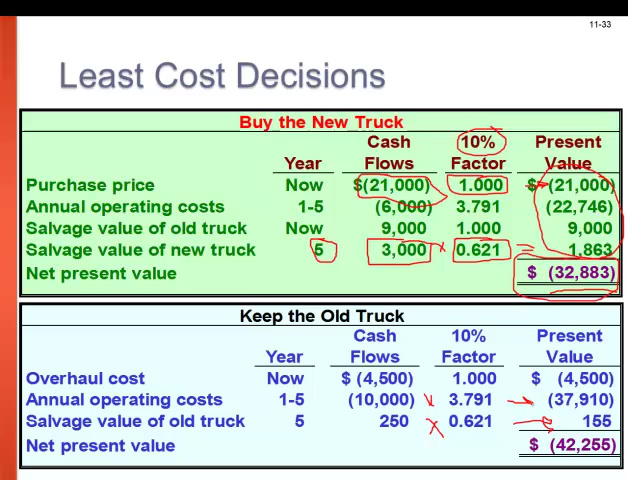 11-33
Least Cost Decisions
Buy the New Truck
Cash 10% Present
Year Flows Factor Value
Purchase price Now $(21,000) 1.000 $ (21,000)
Annual operating costs 1-5 (6,000) 3.791 (22,746)
Salvage value of old truck Now 9,000 1.000 9,000
Salvage value of new truck 5 3,000 0.621 1,863
Net present value $ (32,883)
Keep the Old Truck
Cash 10% Present
Year Flows Factor Value
Overhaul cost Now $ (4,500) 1.000 $ (4,500)
Annual operating costs 1-5 (10,000) 3.791 (37,910)
Salvage value of old truck 5 250 0.621 155
Net present value $ (42,255)